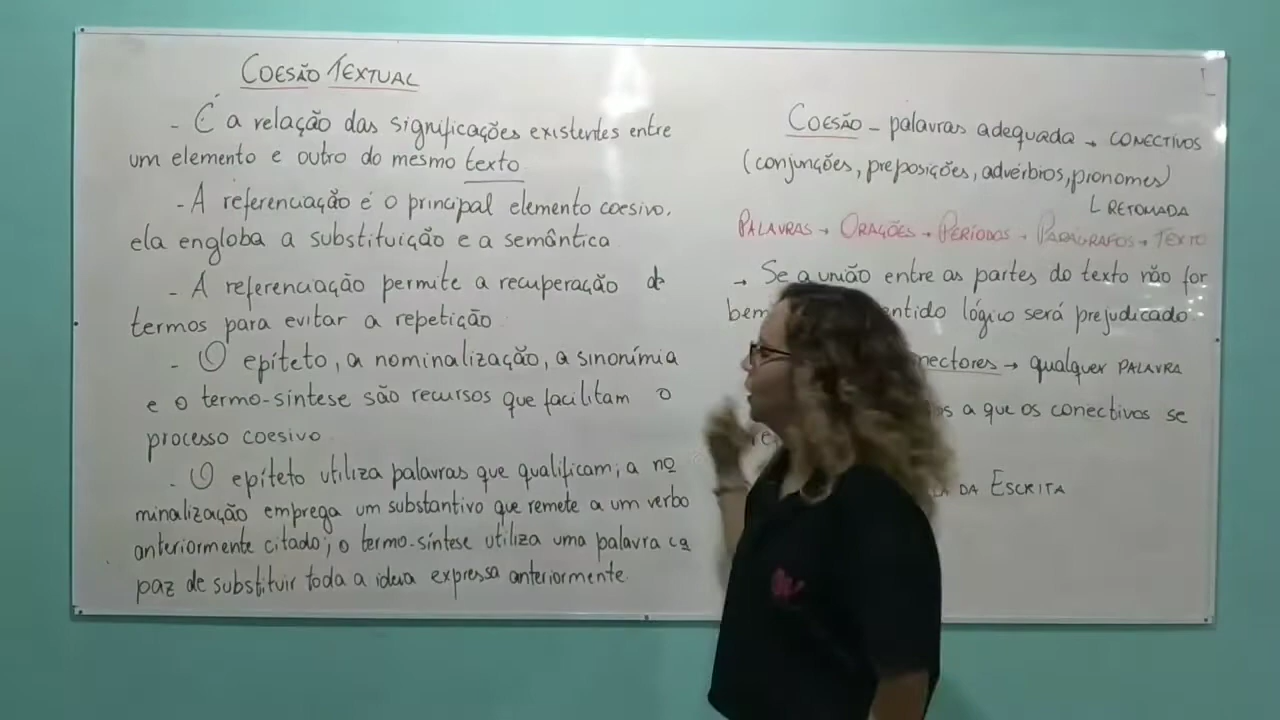 COESÃO TEXTUAL
- É a relação das significações existentes entre
um elemento e outro do mesmo texto
- A referenciação é o principal elemento coesivo.
ela engloba a substituição e a semântica
- A referenciação permite a recuperação de
termos para evitar a repetição
- O epíteto, a nominalização, a sinonímia
e o termo-síntese são recursos que facilitam o
processo coesivo
- O epíteto utiliza palavras que qualificam; a no
minalização emprega um substantivo que remete a um verbo
anteriormente citado; o termo-síntese utiliza uma palavra ca
paz de substituir toda a ideia expressa anteriormente
COESÃO - palavras adequada → CONECTIVOS
(conjunções, preposições, advérbios, pronomes)
RETOMADA
PALAVRAS → ORAÇÕES → PERÍODOS → PARÁGRAFOS → TEXTO
→ Se a união entre as partes do texto não for
bem entido lógico será prejudicado
nectores → qualquer PALAVRA
os a que os conectivos se
re
DA ESCRITA